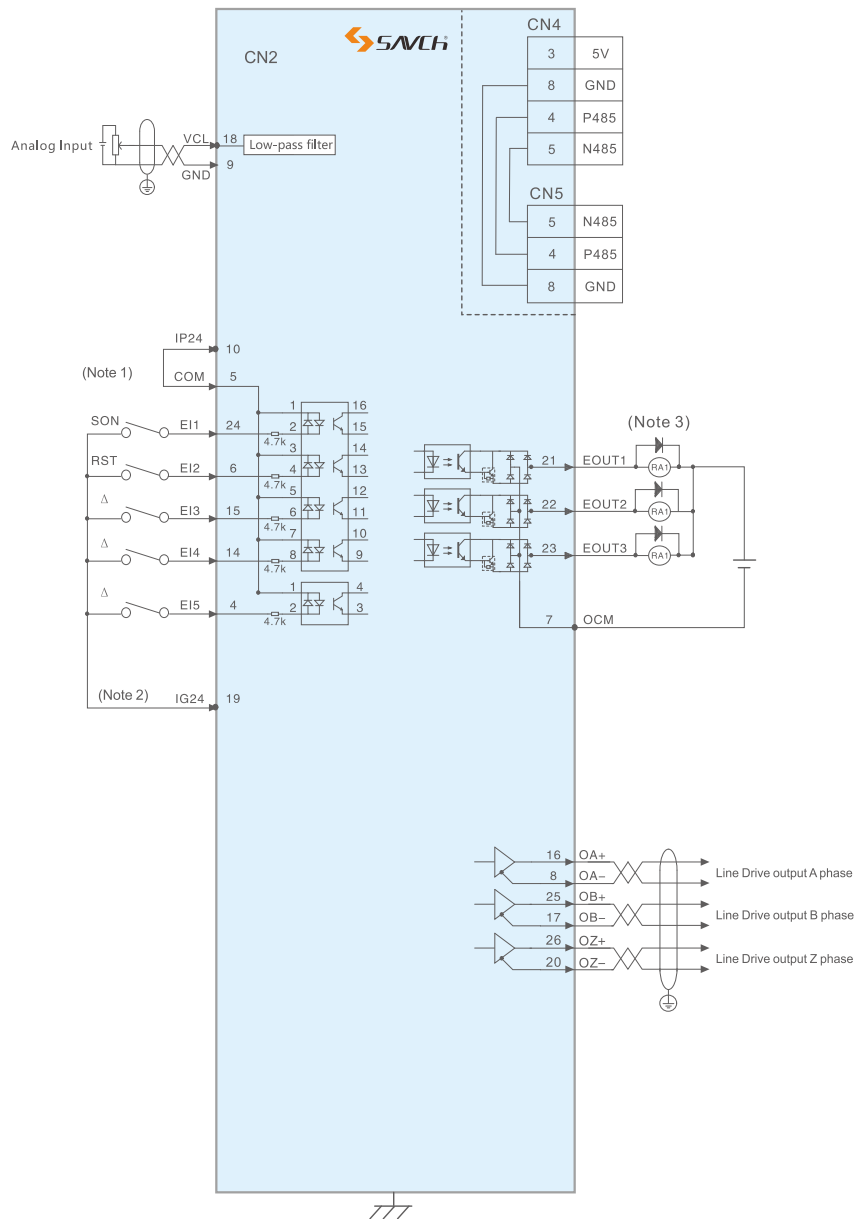 CN2
SAVCH®
CN4
3 5V
8 GND
4 P485
5 N485
CN5
5 N485
4 P485
8 GND
Analog Input
VCL 18 Low-pass filter
GND 9
IP24 10
(Note 1)
COM 5
SON EI1 24 4.7k
RST EI2 6 4.7k
Δ EI3 15 4.7k
Δ EI4 14 4.7k
Δ EI5 4 4.7k
1 16
2 15
3 14
4 13
5 12
6 11
7 10
8 9
1 4
2 3
(Note 2) IG24 19
(Note 3)
21 EOUT1 RA1
22 EOUT2 RA1
23 EOUT3 RA1
7 OCM
16 OA+
8 OA−
Line Drive output A phase
25 OB+
17 OB−
Line Drive output B phase
26 OZ+
20 OZ−
Line Drive output Z phase